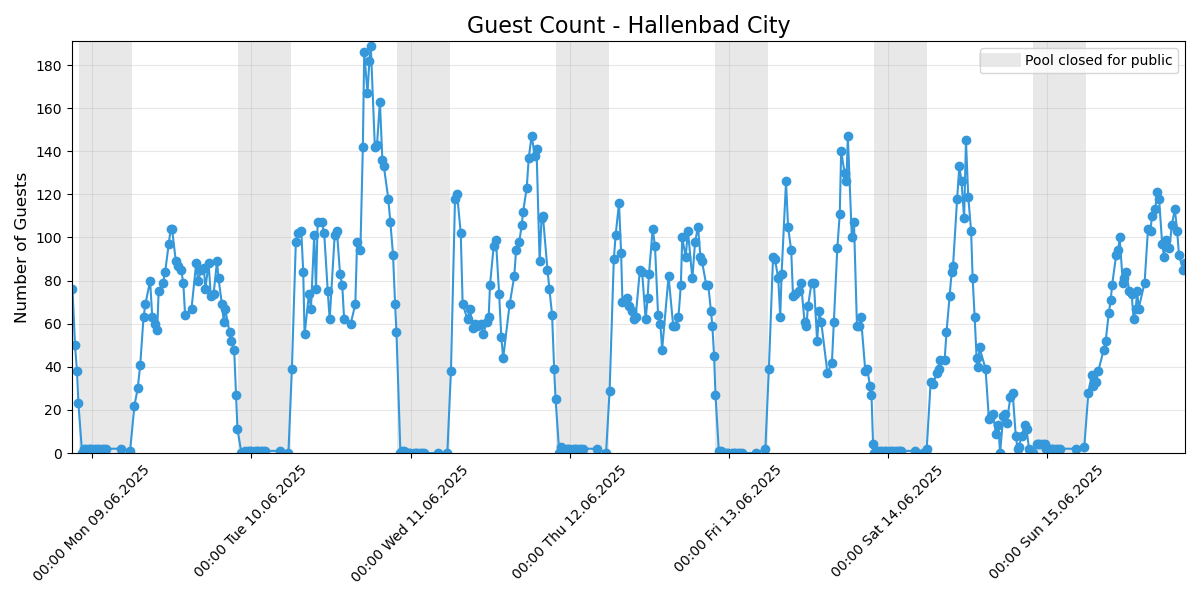 Guest Count - Hallenbad City
Pool closed for public
Number of Guests
180
160
140
120
100
80
60
40
20
0
00:00 Mon 09.06.2025
00:00 Tue 10.06.2025
00:00 Wed 11.06.2025
00:00 Thu 12.06.2025
00:00 Fri 13.06.2025
00:00 Sat 14.06.2025
00:00 Sun 15.06.2025